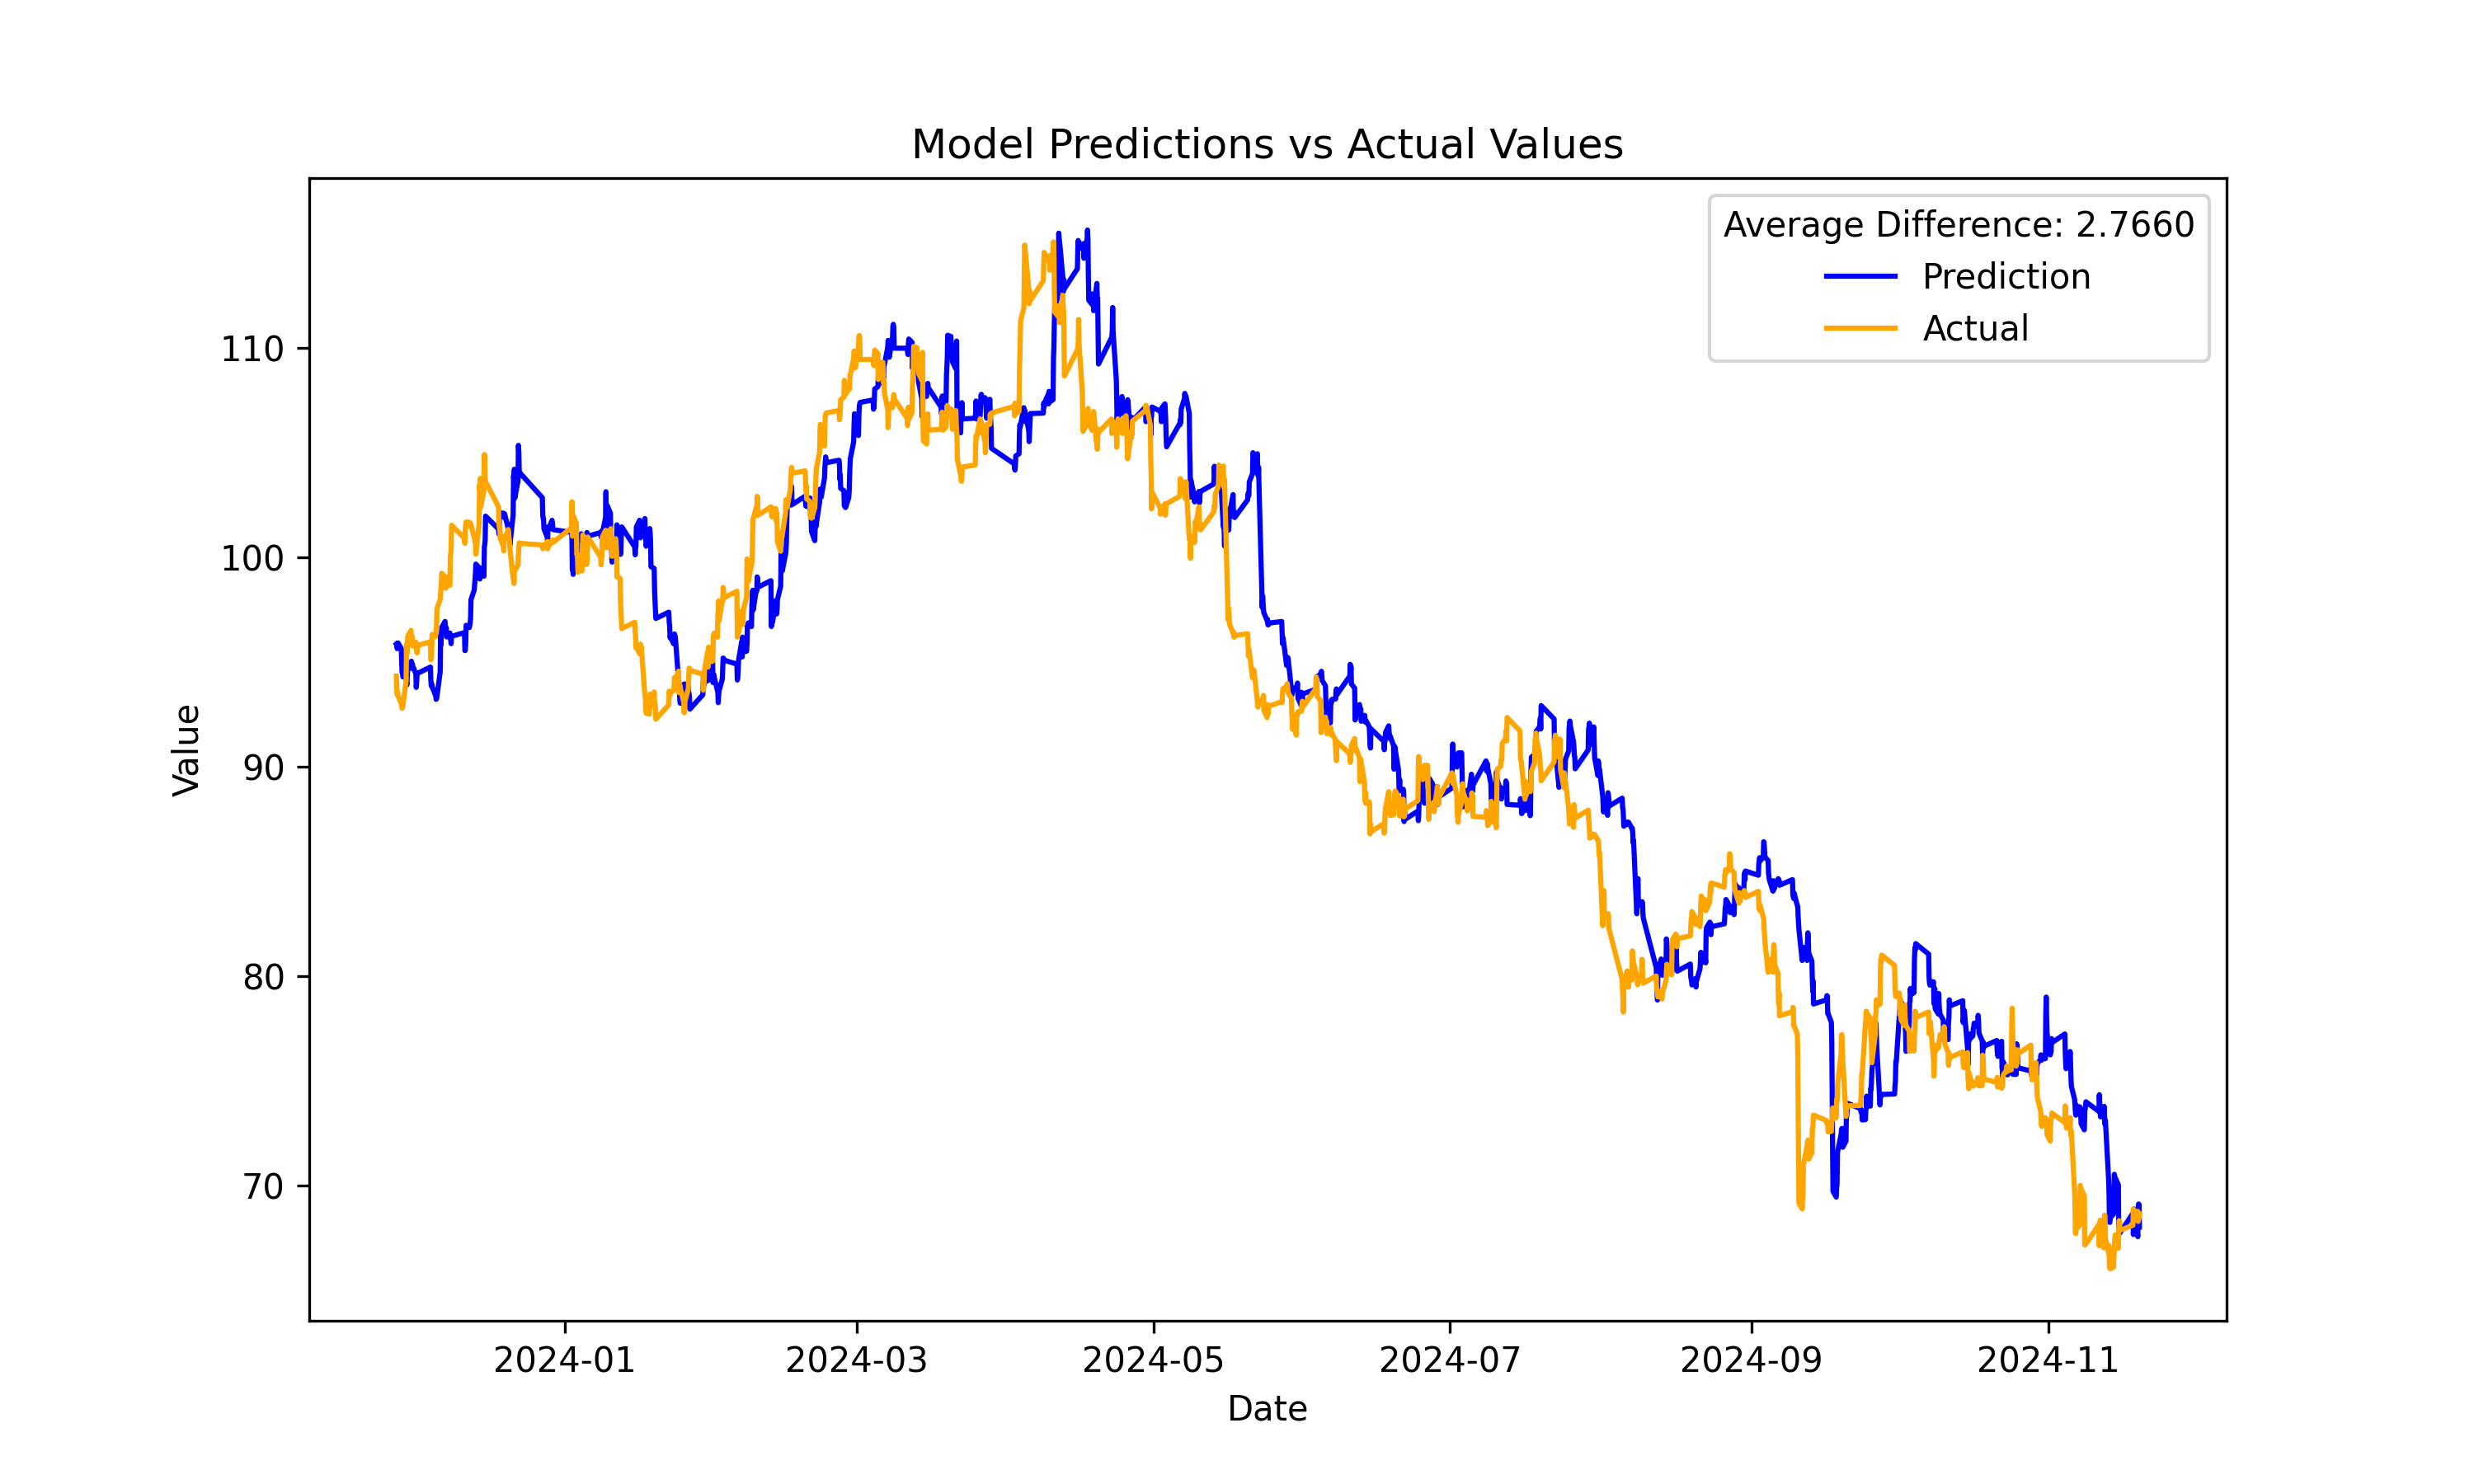 Model Predictions vs Actual Values
Average Difference: 2.7660
Prediction
Actual
Value
110
100
90
80
70
2024-01 2024-03 2024-05 2024-07 2024-09 2024-11
Date